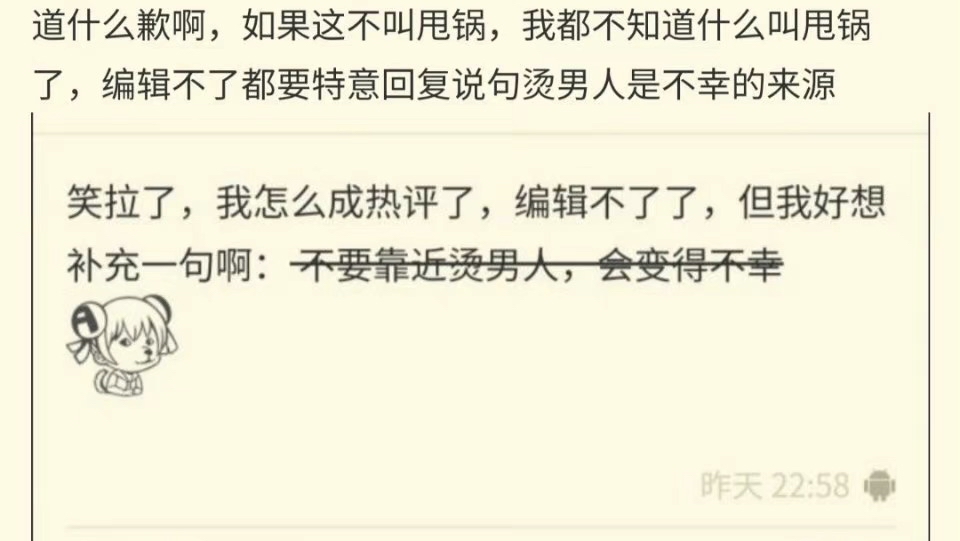 道什么歉啊，如果这不叫甩锅，我都不知道什么叫甩锅
了，编辑不了都要特意回复说句烫男人是不幸的来源
笑拉了，我怎么成热评了，编辑不了了，但我好想
补充一句啊：不要靠近烫男人，会变得不幸
昨天 22:58